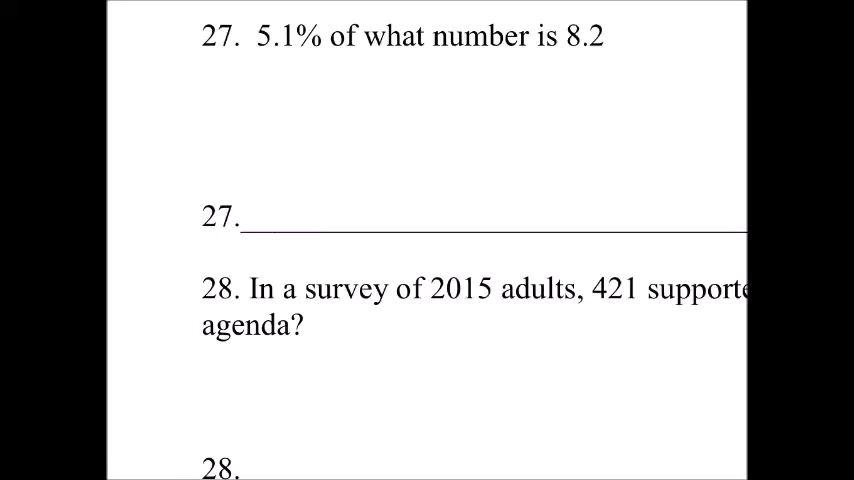 27. 5.1% of what number is 8.2
27.
28. In a survey of 2015 adults, 421
agenda?
28.